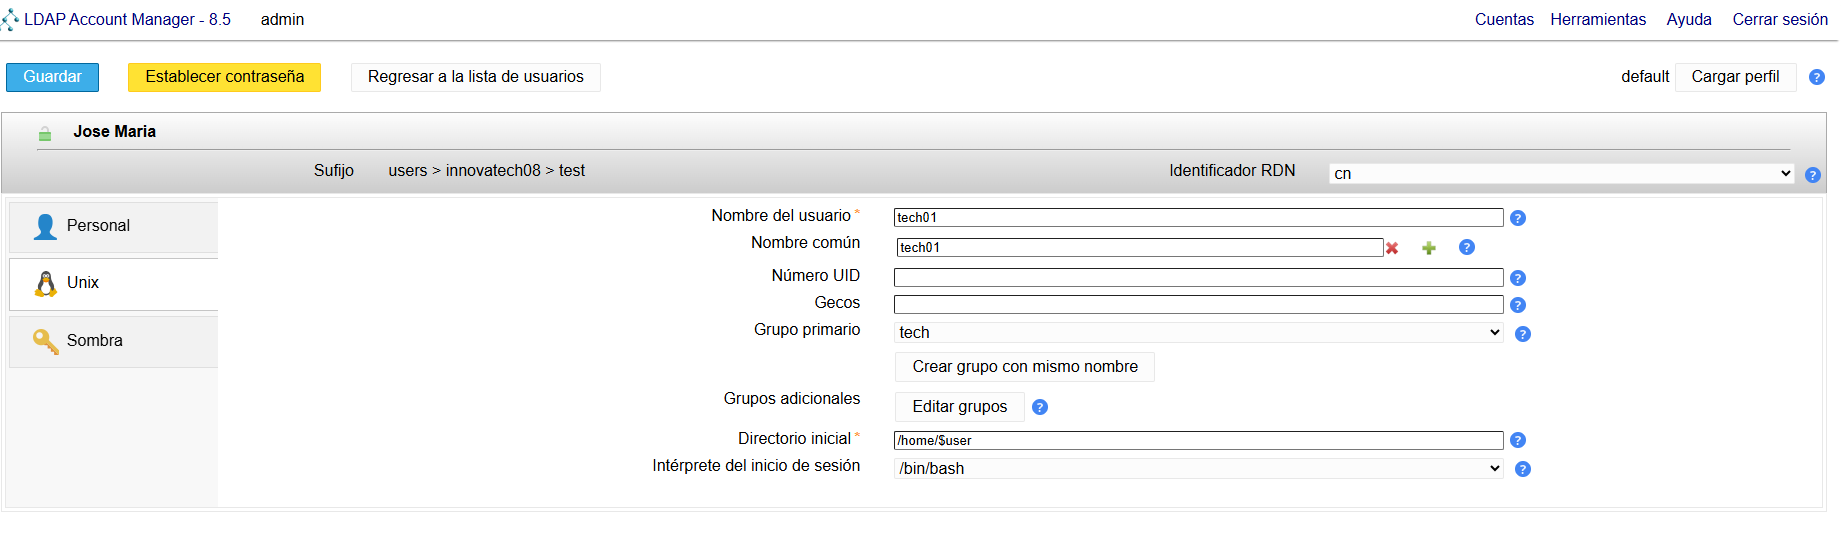 LDAP Account Manager - 8.5 admin Cuentas Herramientas Ayuda Cerrar sesión
Guardar Establecer contraseña Regresar a la lista de usuarios default Cargar perfil ?
Jose Maria
Sufijo users > innovatech08 > test Identificador RDN cn ?
Personal
Unix
Sombra
Nombre del usuario * tech01 ?
Nombre común tech01 ?
Número UID ?
Gecos ?
Grupo primario tech ?
Crear grupo con mismo nombre
Grupos adicionales Editar grupos ?
Directorio inicial * /home/$user ?
Intérprete del inicio de sesión /bin/bash ?